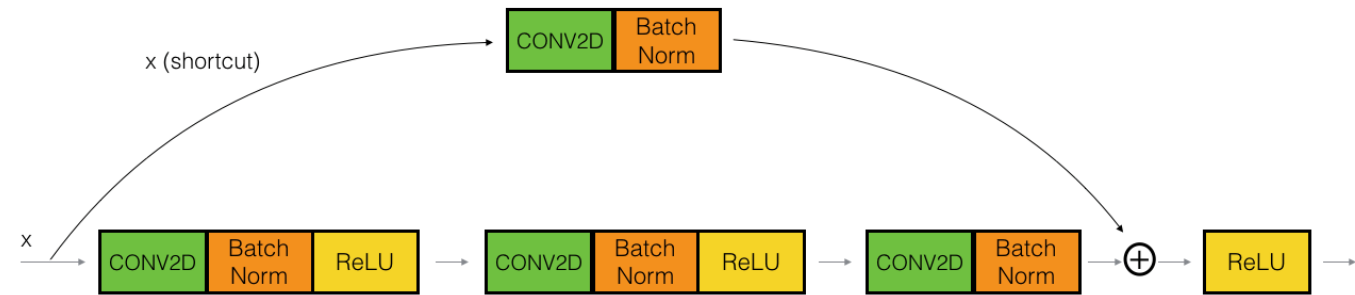 x (shortcut)
CONV2D
Batch
Norm
x
CONV2D
Batch
Norm
ReLU
CONV2D
Batch
Norm
ReLU
CONV2D
Batch
Norm
ReLU